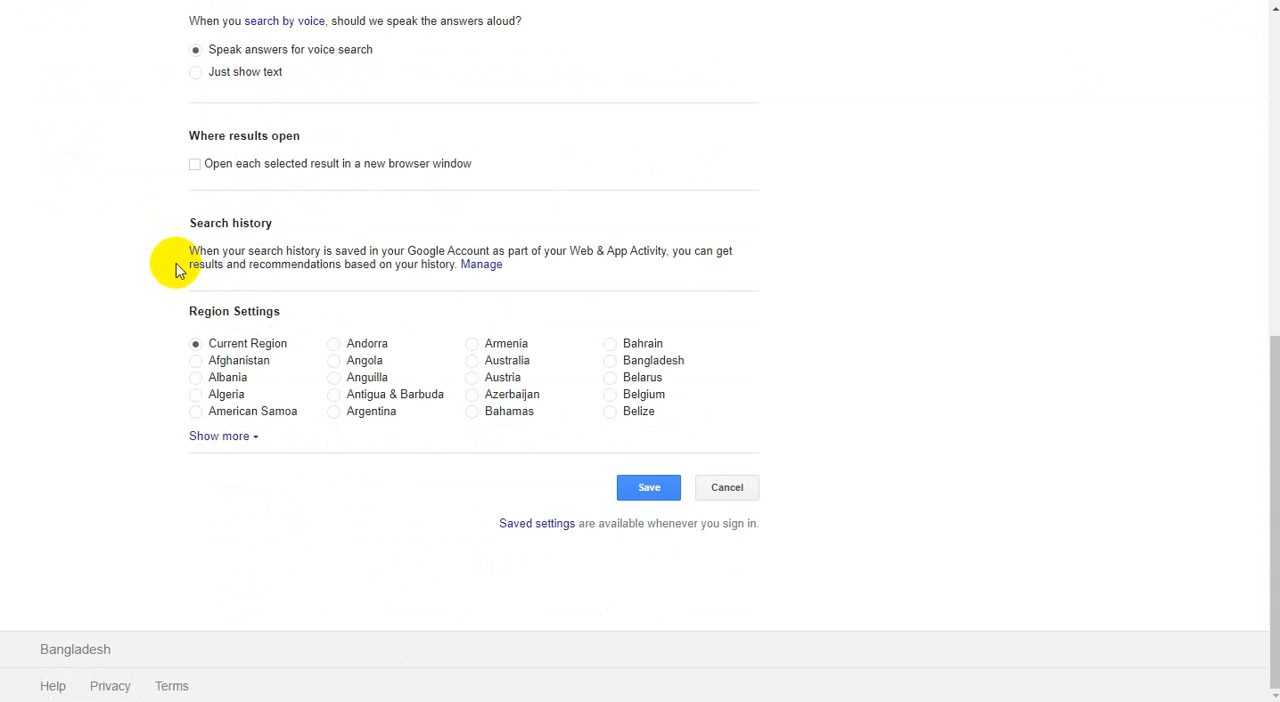 When you search by voice, should we speak the answers aloud?
Speak answers for voice search
Just show text
Where results open
Open each selected result in a new browser window
Search history
When your search history is saved in your Google Account as part of your Web & App Activity, you can get
results and recommendations based on your history. Manage
Region Settings
Current Region Andorra Armenia Bahrain
Afghanistan Angola Australia Bangladesh
Albania Anguilla Austria Belarus
Algeria Antigua & Barbuda Azerbaijan Belgium
American Samoa Argentina Bahamas Belize
Show more
Save Cancel
Saved settings are available whenever you sign in.
Bangladesh
Help Privacy Terms